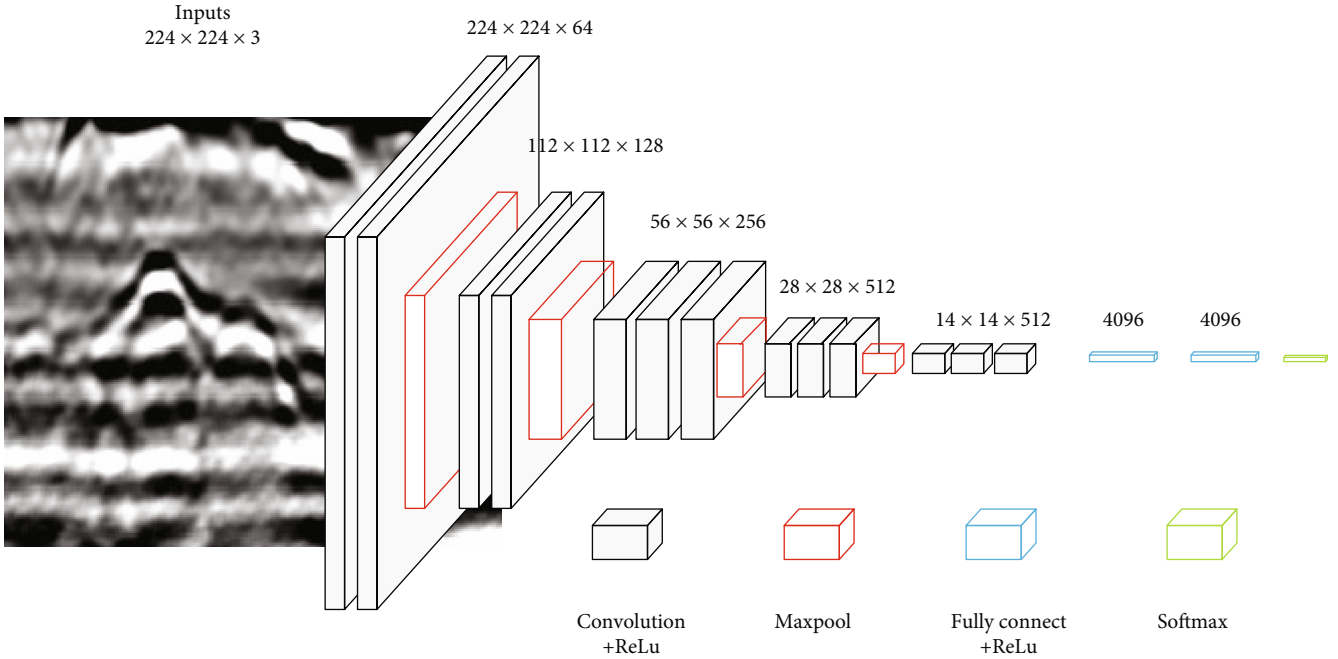 Inputs
224 × 224 × 3
224 × 224 × 64
112 × 112 × 128
56 × 56 × 256
28 × 28 × 512
14 × 14 × 512
4096
4096
Convolution
+ReLu
Maxpool
Fully connect
+ReLu
Softmax